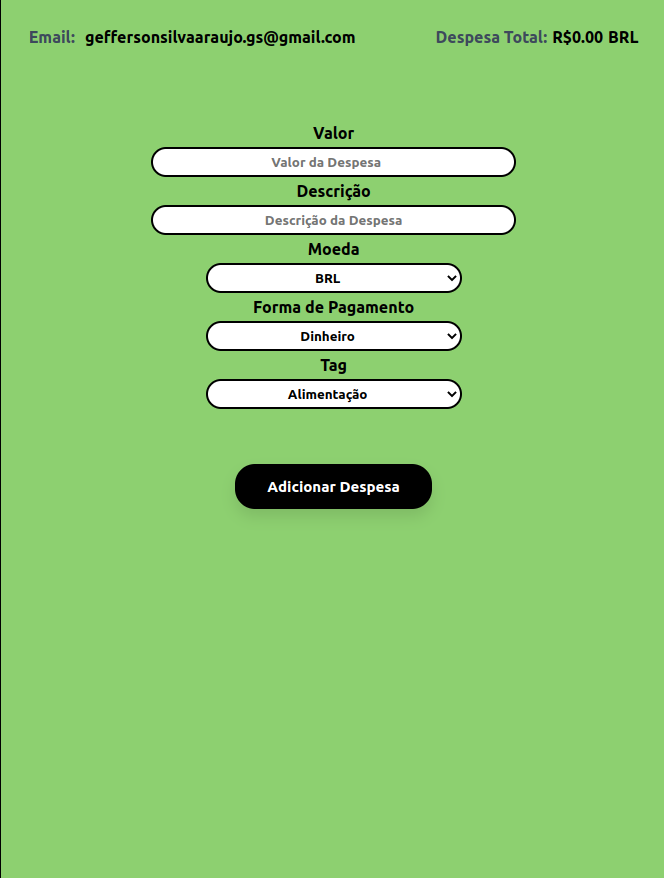 Email: geffersonsilvaaraujo.gs@gmail.com Despesa Total: R$0.00 BRL
Valor
Valor da Despesa
Descrição
Descrição da Despesa
Moeda
BRL
Forma de Pagamento
Dinheiro
Tag
Alimentação
Adicionar Despesa